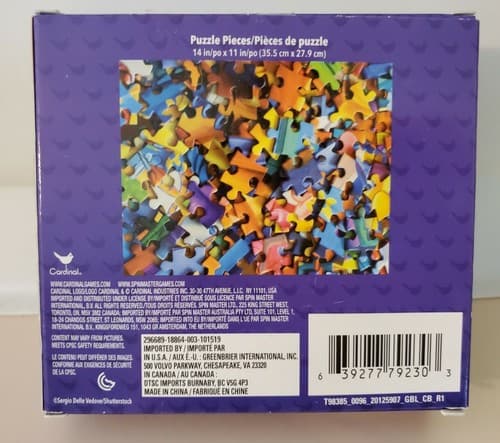 Puzzle Pieces/Pièces de puzzle
14 in/po x 11 in/po (35.5 cm x 27.9 cm)
Cardinal
WWW.CARDINALGAMES.COM WWW.SPINMASTERGAMES.COM
CARDINAL LOGO/LOGO CARDINAL & © CARDINAL INDUSTRIES INC. 30-30 47TH AVENUE, L.I.C. NY 11101, USA
IMPORTED AND DISTRIBUTED UNDER LICENSE BY/IMPORTÉ ET DISTRIBUÉ SOUS LICENCE PAR SPIN MASTER
INTERNATIONAL, B.V. ALL RIGHTS RESERVED./TOUS DROITS RÉSERVÉS. SPIN MASTER LTD., 225 KING STREET WEST,
TORONTO, ON, M5V 3M2 CANADA; IMPORTED BY/IMPORTÉ PAR SPIN MASTER AUSTRALIA PTY LTD, SUITE 101, LEVEL 1,
18-24 CHANDOS STREET, ST LEONARDS, NSW 2065; IMPORTED INTO EU BY/IMPORTÉ DANS L'UE PAR SPIN MASTER
INTERNATIONAL, B.V., KINGSFORDWEG 151, 1043 GR AMSTERDAM, THE NETHERLANDS
CONTENT MAY VARY FROM PICTURES.
MEETS CPSC SAFETY REQUIREMENTS.
LE CONTENU PEUT DIFFÉRER DES IMAGES.
CONFORME AUX EXIGENCES DE SÉCURITÉ
DE LA CPSC.
©Sergio Delle Vedove/Shutterstock
296689-18864-003-101519
IMPORTED BY / IMPORTÉ PAR
IN U.S.A. / AUX É.-U. : GREENBRIER INTERNATIONAL, INC.
500 VOLVO PARKWAY, CHESAPEAKE, VA 23320
IN CANADA / AU CANADA :
DTSC IMPORTS BURNABY, BC V5G 4P3
MADE IN CHINA / FABRIQUÉ EN CHINE
6 39277 79230 3
T98385_0096_20125907_GBL_CB_R1